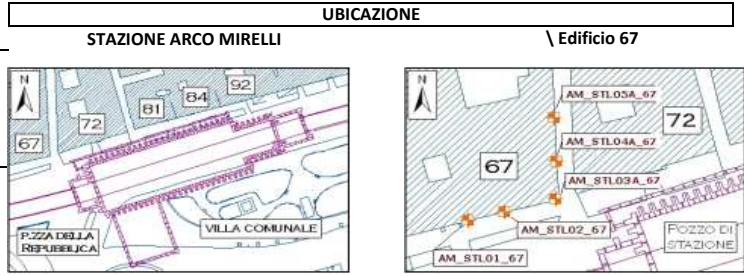 UBICAZIONE
STAZIONE ARCO MIRELLI
\ Edificio 67
N
92
84
81
72
67
P.ZZA DELLA
REPUBBLICA
VILLA COMUNALE
N
AM_STL05A_67
72
AM_STL04A_67
67
AM_STL03A_67
AM_STL02_67
POZZO DI
STAZIONE
AM_STL01_67